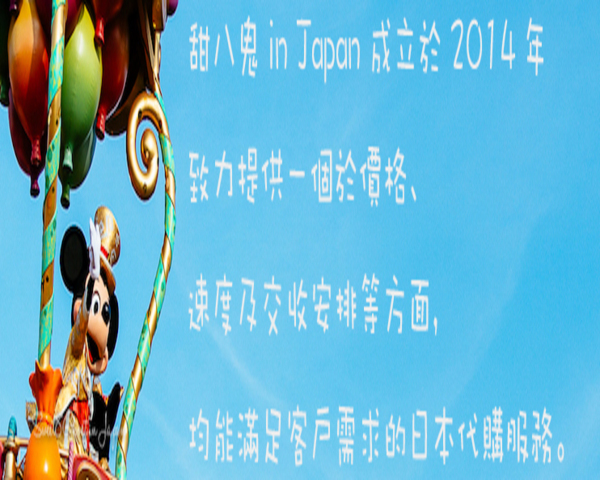 甜八鬼 in Japan 成立於 2014 年
致力提供一個於價格、
速度及交收安排等方面,
均能滿足客戶需求的日本代購服務。